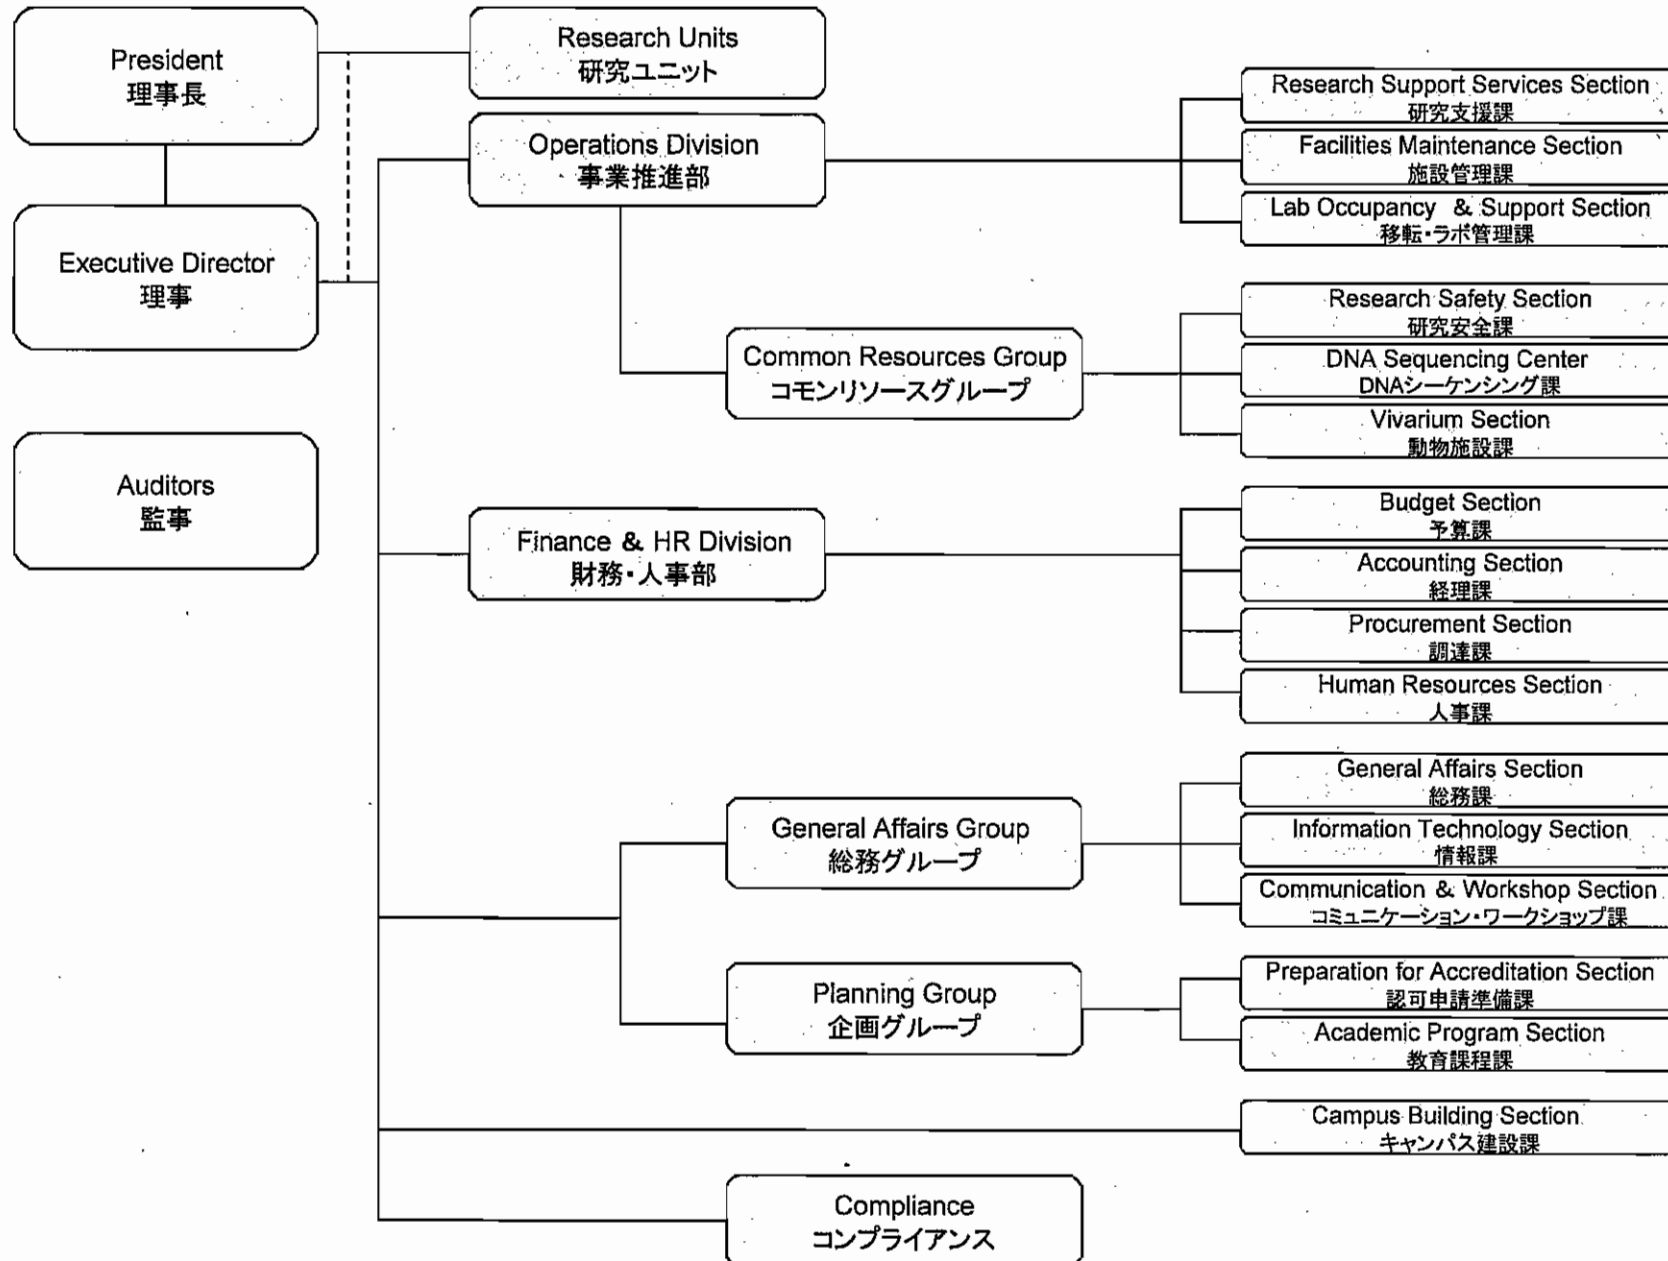 President
理事長
Executive Director
理事
Auditors
監事
Research Units
研究ユニット
Operations Division
事業推進部
Research Support Services Section
研究支援課
Facilities Maintenance Section
施設管理課
Lab Occupancy & Support Section
移転・ラボ管理課
Common Resources Group
コモンリソースグループ
Research Safety Section
研究安全課
DNA Sequencing Center
DNAシーケンシング課
Vivarium Section
動物施設課
Finance & HR Division
財務・人事部
Budget Section
予算課
Accounting Section
経理課
Procurement Section
調達課
Human Resources Section
人事課
General Affairs Group
総務グループ
General Affairs Section
総務課
Information Technology Section
情報課
Communication & Workshop Section
コミュニケーション・ワークショップ課
Planning Group
企画グループ
Preparation for Accreditation Section
認可申請準備課
Academic Program Section
教育課程課
Campus Building Section
キャンパス建設課
Compliance
コンプライアンス